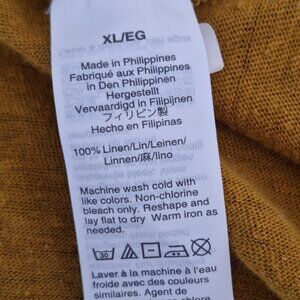 XL/EG
Made in Philippines
Fabriqué aux Philippines
in Den Philippinen
Hergestellt
Vervaardigd in Filipijnen
フィリピン製
Hecho en Filipinas
100% Linen/Lin/Leinen/
Linnen/麻/lino
Machine wash cold with
like colors. Non-chlorine
bleach only. Reshape and
lay flat to dry. Warm iron as
needed.
30
Laver à la machine à l'eau
froide avec des couleurs
similaires. Agent de